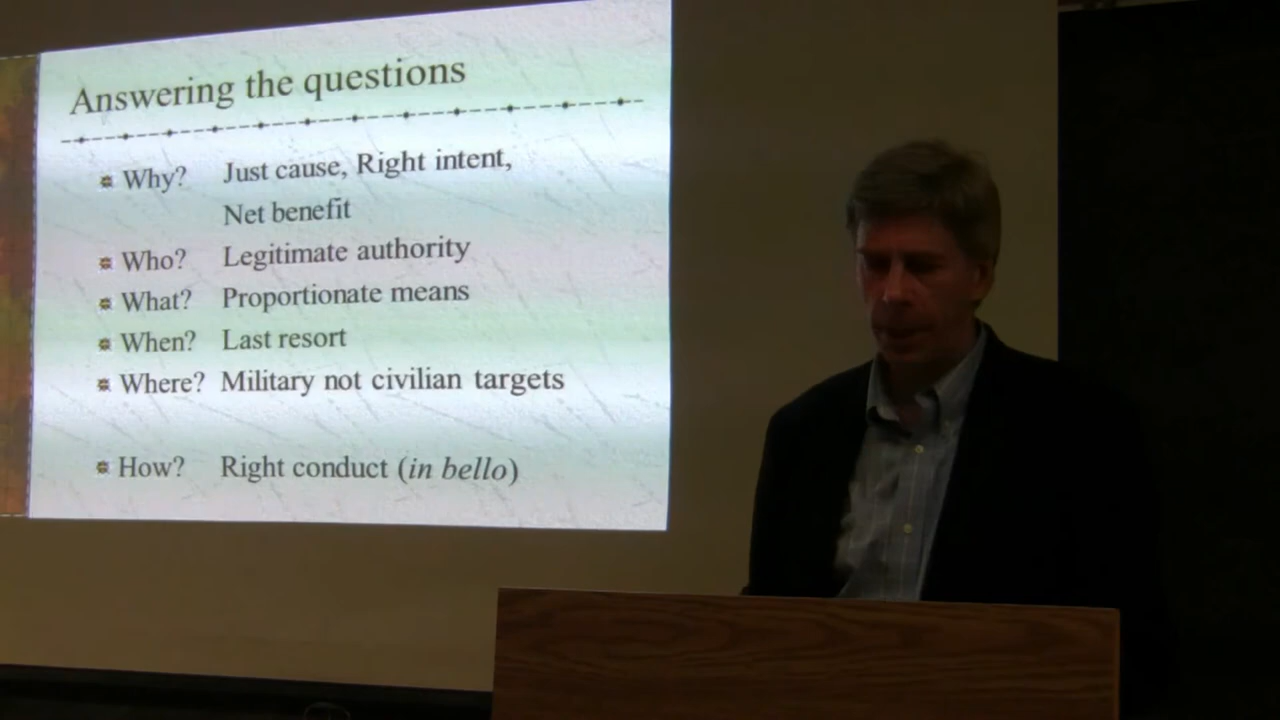 Answering the questions
Why? Just cause, Right intent,
Net benefit
Who? Legitimate authority
What? Proportionate means
When? Last resort
Where? Military not civilian targets
How? Right conduct (in bello)